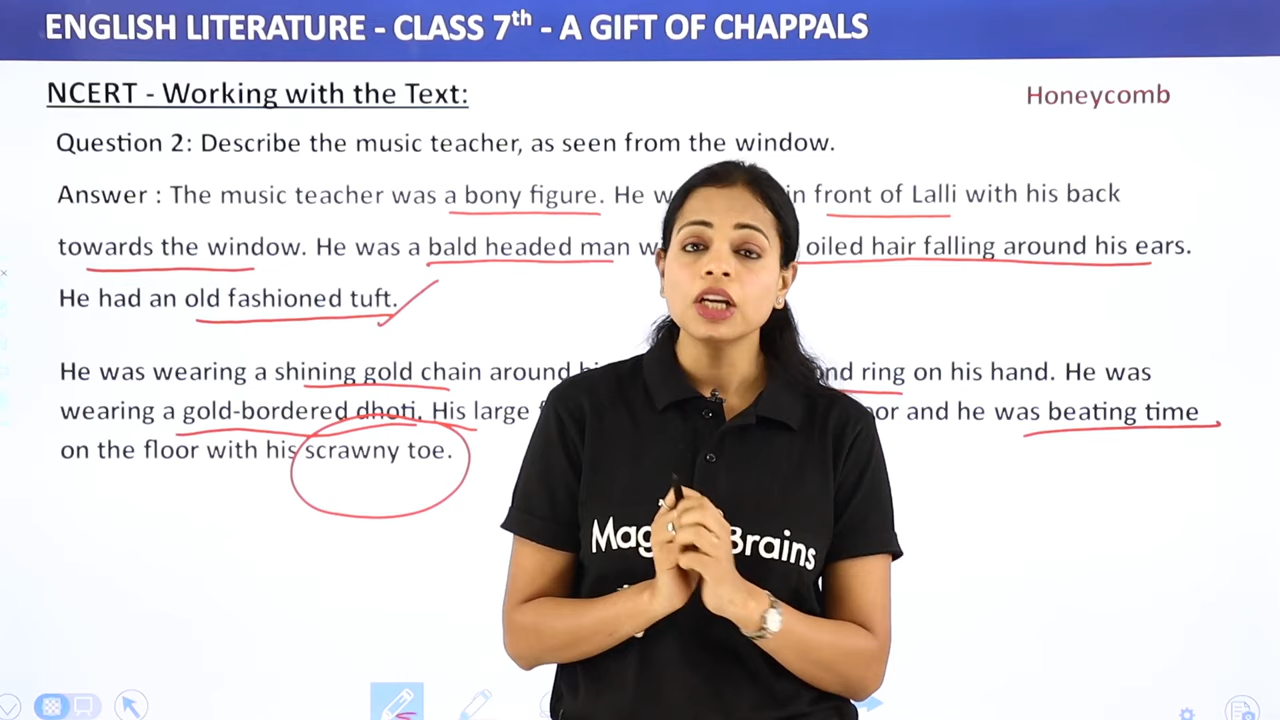 ENGLISH LITERATURE - CLASS 7th - A GIFT OF CHAPPALS
NCERT - Working with the Text:
Honeycomb
Question 2: Describe the music teacher, as seen from the window.
Answer : The music teacher was a bony figure. He in front of Lalli with his back
towards the window. He was a bald headed man oiled hair falling around his ears.
He had an old fashioned tuft.
He was wearing a shining gold chain around ring on his hand. He was
wearing a gold-bordered dhoti. His large and he was beating time
on the floor with his scrawny toe.
Brains